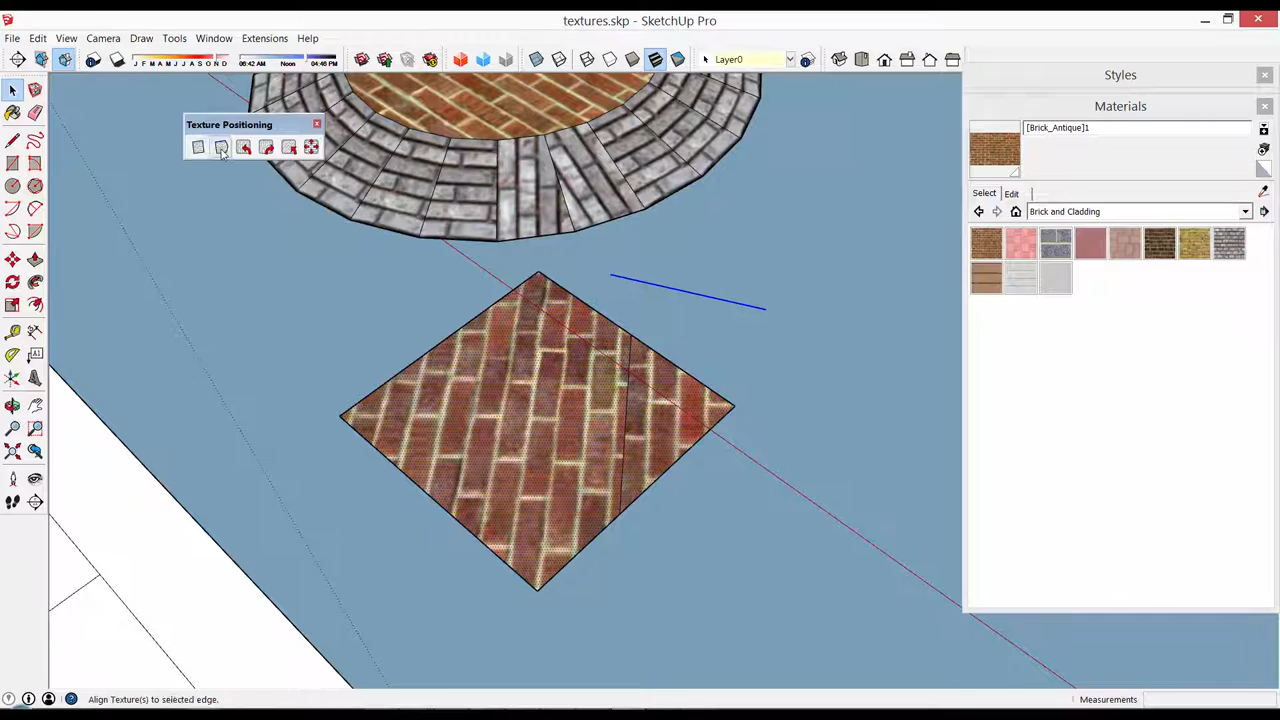 textures.skp - SketchUp Pro
File Edit View Camera Draw Tools Window Extensions Help
J F M A M J J A S O N D
06:42 AM Noon 04:46 PM
Layer0
Styles
Materials
Texture Positioning
[Brick_Antique]1
Select Edit
Brick and Cladding
Align Texture(s) to selected edge.
Measurements